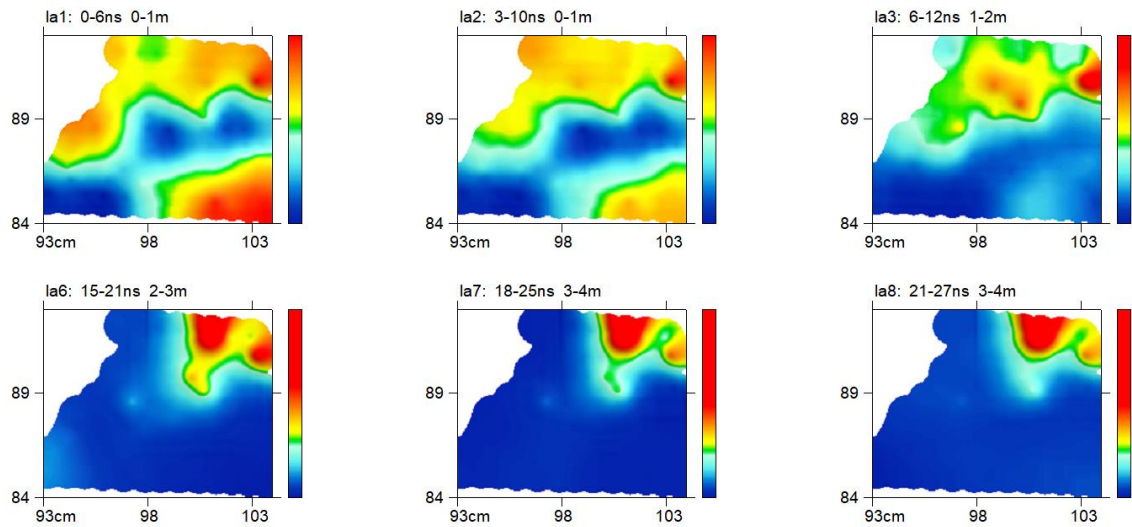 la1: 0-6ns 0-1m
la2: 3-10ns 0-1m
la3: 6-12ns 1-2m
89
84
93cm 98 103
89
84
93cm 98 103
89
84
93cm 98 103
la6: 15-21ns 2-3m
la7: 18-25ns 3-4m
la8: 21-27ns 3-4m
89
84
93cm 98 103
89
84
93cm 98 103
89
84
93cm 98 103